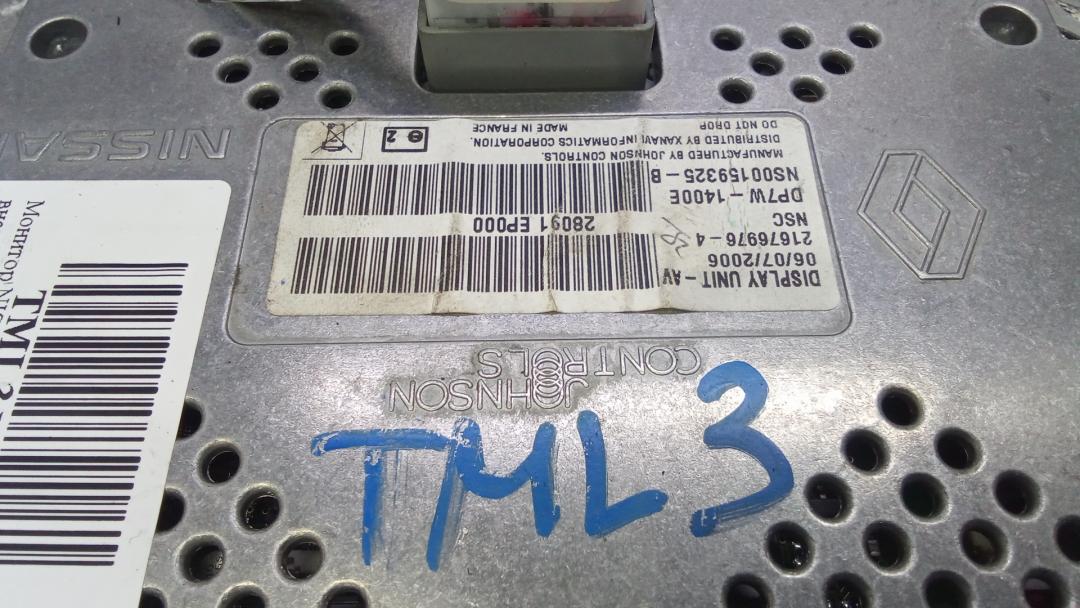 DISPLAY UNIT-AV
06/07/2006
21676976-4
NSC
DP7W-1400E
NS00159325-B
28091 EP000
MANUFACTURED BY JOHNSON CONTROLS.
DISTRIBUTED BY XANAVI INFORMATICS CORPORATION.
DO NOT DROP
MADE IN FRANCE
e 2
NISSAN
JOHNSON
CONTROLS
TML3
Монитор
TML